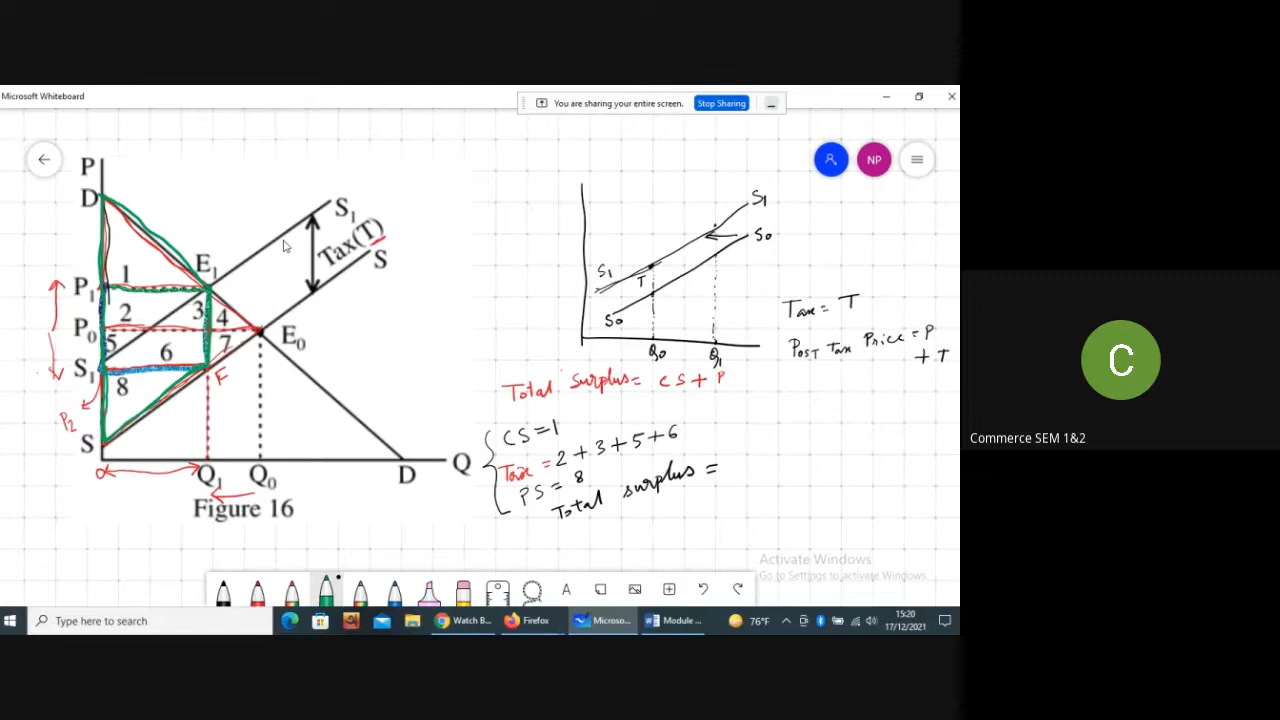 Microsoft Whiteboard
You are sharing your entire screen.
Stop Sharing
NP
P
D
S1
Tax(T)
S
E1
P1
1
2
3
4
P0
E0
5
6
7
S1
8
F
P2
S
O
Q1
Q0
D
Q
Figure 16
S1
S0
S1
T
S0
Q0
Q1
Tax = T
Post Tax Price = P
+ T
Total Surplus = CS + P
CS = 1
Tax = 2 + 3 + 5 + 6
PS = 8
Total surplus =
Activate Windows
Go to Settings to activate Windows.
A
Type here to search
Watch B...
Firefox
Microso...
Module ...
76°F
15:20
17/12/2021
C
Commerce SEM 1&2